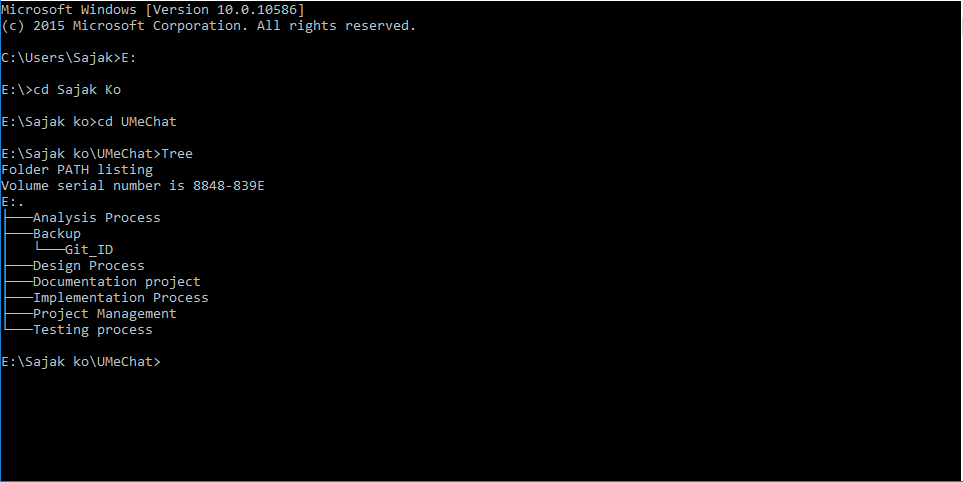 Microsoft Windows [Version 10.0.10586]
(c) 2015 Microsoft Corporation. All rights reserved.
C:\Users\Sajak>E:
E:\>cd Sajak Ko
E:\Sajak ko>cd UMeChat
E:\Sajak ko\UMeChat>Tree
Folder PATH listing
Volume serial number is 8848-839E
E:.
├───Analysis Process
├───Backup
│   └───Git_ID
├───Design Process
├───Documentation project
├───Implementation Process
├───Project Management
└───Testing process
E:\Sajak ko\UMeChat>